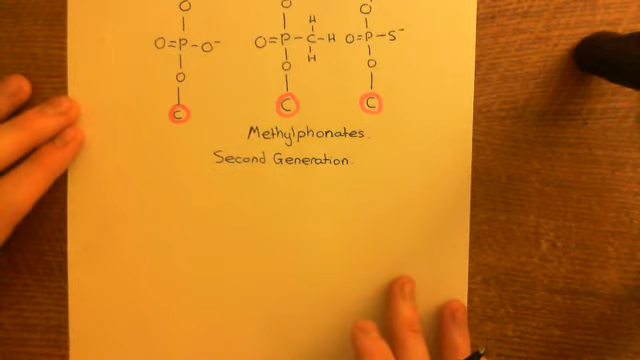 O O O
H
O=P-O⁻ O=P-C-H O=P-S⁻
H
O O O
C C C
Methylphonates.
Second Generation.